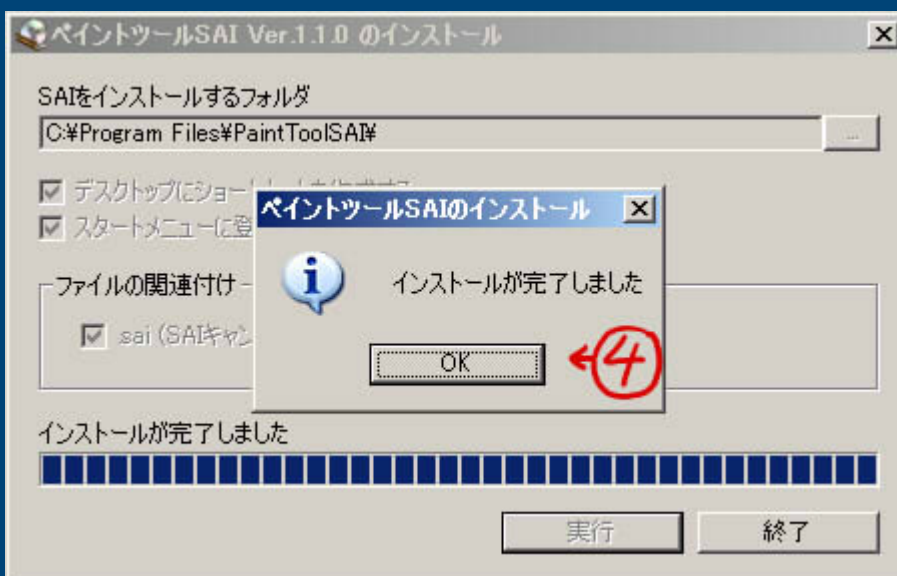 ペイントツールSAI Ver.1.1.0 のインストール
SAIをインストールするフォルダ
C:¥Program Files¥PaintToolSAI¥
...
デスクトップにショー
スタートメニューに登
ファイルの関連付け
.sai (SAIキャン
ペイントツールSAIのインストール
インストールが完了しました
OK
←④
インストールが完了しました
実行
終了